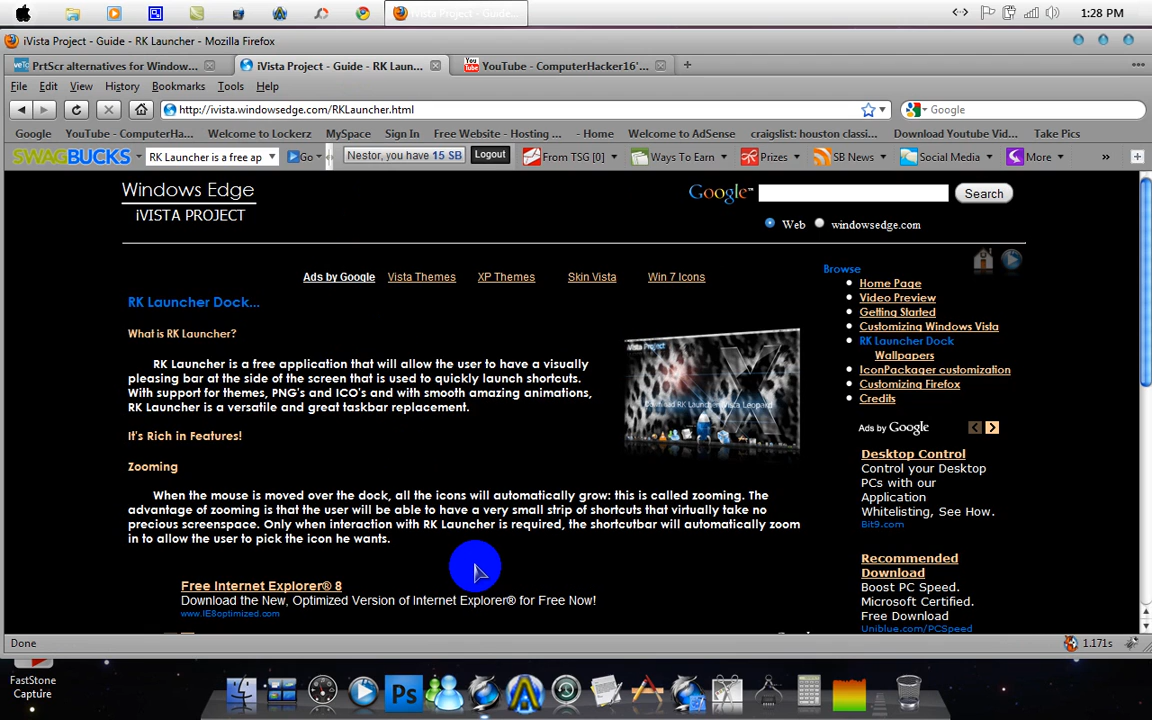 iVista Project - Guide...
1:28 PM
iVista Project - Guide - RK Launcher - Mozilla Firefox
PrtScr alternatives for Window...
iVista Project - Guide - RK Laun...
YouTube - ComputerHacker16'...
File Edit View History Bookmarks Tools Help
http://ivista.windowsedge.com/RKLauncher.html
Google
Google YouTube - ComputerHa... Welcome to Lockerz MySpace Sign In Free Website - Hosting ... - Home Welcome to AdSense craigslist: houston classi... Download Youtube Vid... Take Pics
SWAGBUCKS RK Launcher is a free ap Go Nestor, you have 15 SB Logout From TSG [0] Ways To Earn Prizes SB News Social Media More »
Windows Edge
iVISTA PROJECT
Google™ Search
Web windowsedge.com
Ads by Google Vista Themes XP Themes Skin Vista Win 7 Icons
RK Launcher Dock...
What is RK Launcher?
RK Launcher is a free application that will allow the user to have a visually
pleasing bar at the side of the screen that is used to quickly launch shortcuts.
With support for themes, PNG's and ICO's and with smooth amazing animations,
RK Launcher is a versatile and great taskbar replacement.
It's Rich in Features!
Zooming
When the mouse is moved over the dock, all the icons will automatically grow: this is called zooming. The
advantage of zooming is that the user will be able to have a very small strip of shortcuts that virtually take no
precious screenspace. Only when interaction with RK Launcher is required, the shortcutbar will automatically zoom
in to allow the user to pick the icon he wants.
Free Internet Explorer® 8
Download the New, Optimized Version of Internet Explorer® for Free Now!
www.IE8optimized.com
iVista Project
X
Download RK Launcher Vista Leopard
Browse
Home Page
Video Preview
Getting Started
Customizing Windows Vista
RK Launcher Dock
Wallpapers
IconPackager customization
Customizing Firefox
Credits
Ads by Google
Desktop Control
Control your Desktop
PCs with our
Application
Whitelisting, See How.
Bit9.com
Recommended
Download
Boost PC Speed.
Microsoft Certified.
Free Download
Uniblue.com/PCSpeed
Done
1.171s
FastStone
Capture
Ps